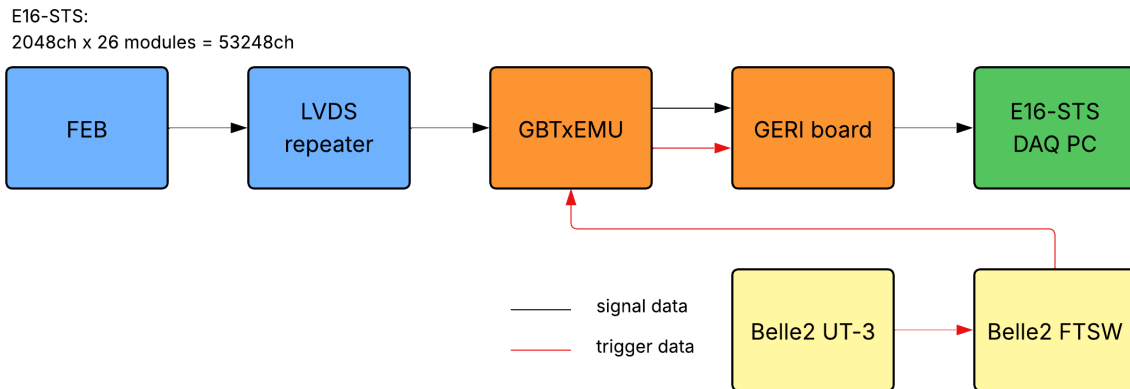 E16-STS:
2048ch x 26 modules = 53248ch
FEB
LVDS
repeater
GBTxEMU
GERI board
E16-STS
DAQ PC
signal data
trigger data
Belle2 UT-3
Belle2 FTSW